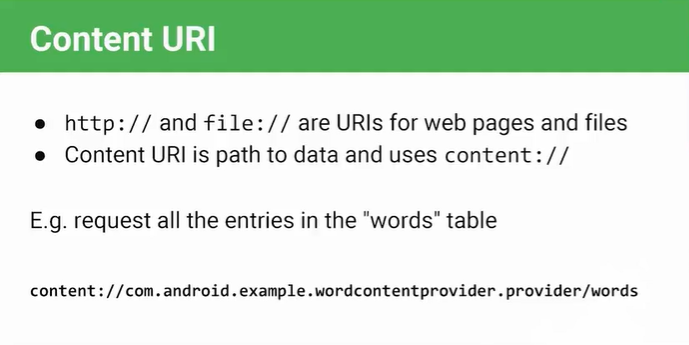 Content URI
● http:// and file:// are URIs for web pages and files
● Content URI is path to data and uses content://
E.g. request all the entries in the "words" table
content://com.android.example.wordcontentprovider.provider/words